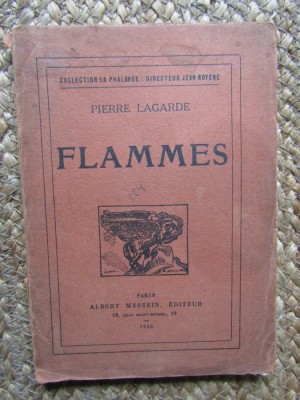 COLLECTION LA PHALANGE : DIRECTEUR JEAN ROYÈRE
PIERRE LAGARDE
FLAMMES
PARIS
ALBERT MESSEIN, ÉDITEUR
19, QUAI SAINT-MICHEL, 19